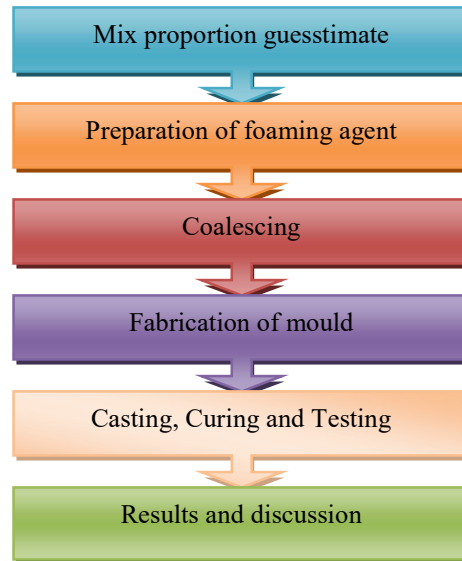 Mix proportion guesstimate
Preparation of foaming agent
Coalescing
Fabrication of mould
Casting, Curing and Testing
Results and discussion